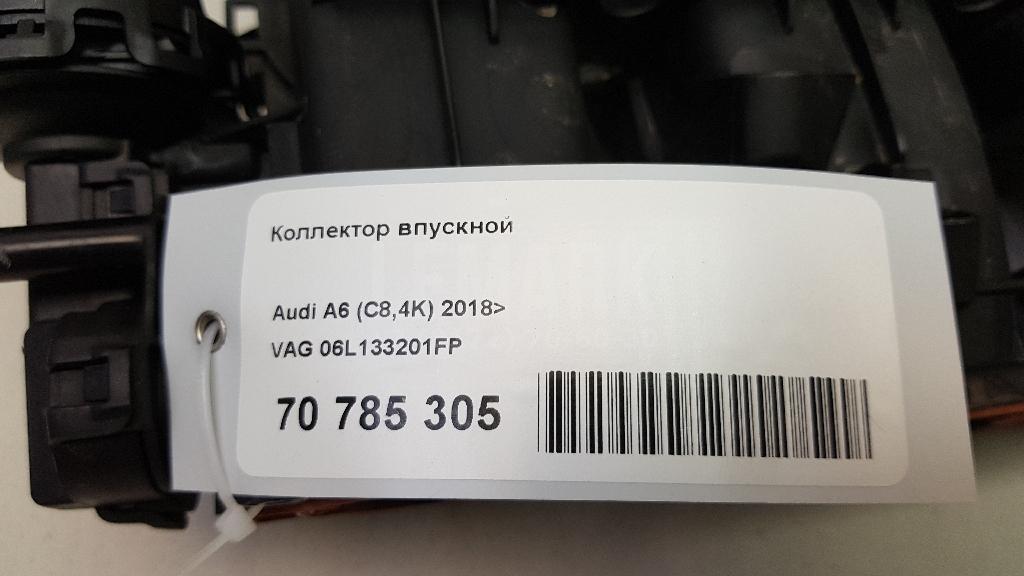 Коллектор впускной
Audi A6 (C8,4K) 2018>
VAG 06L133201FP
70 785 305